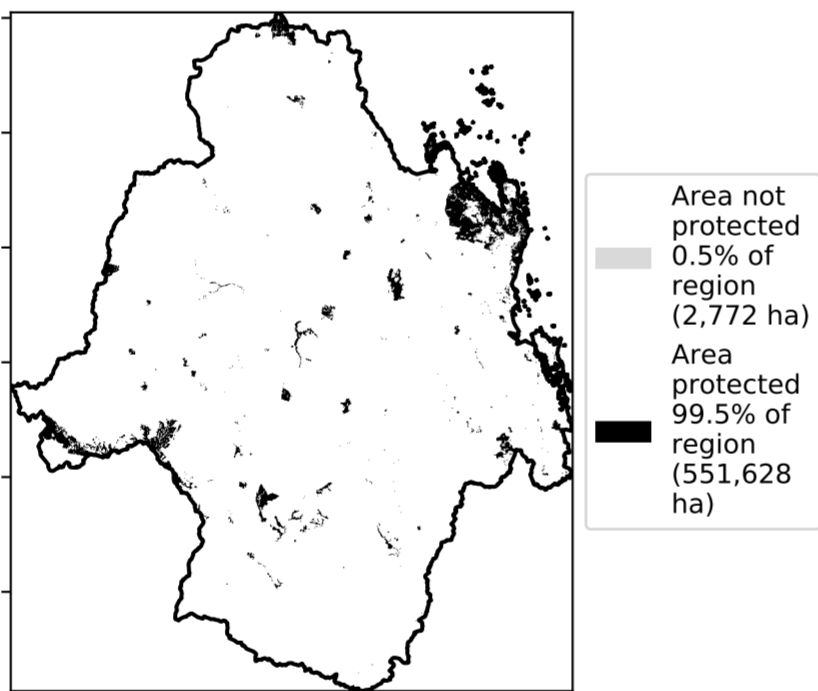 Area not
protected
0.5% of
region
(2,772 ha)
Area
protected
99.5% of
region
(551,628
ha)